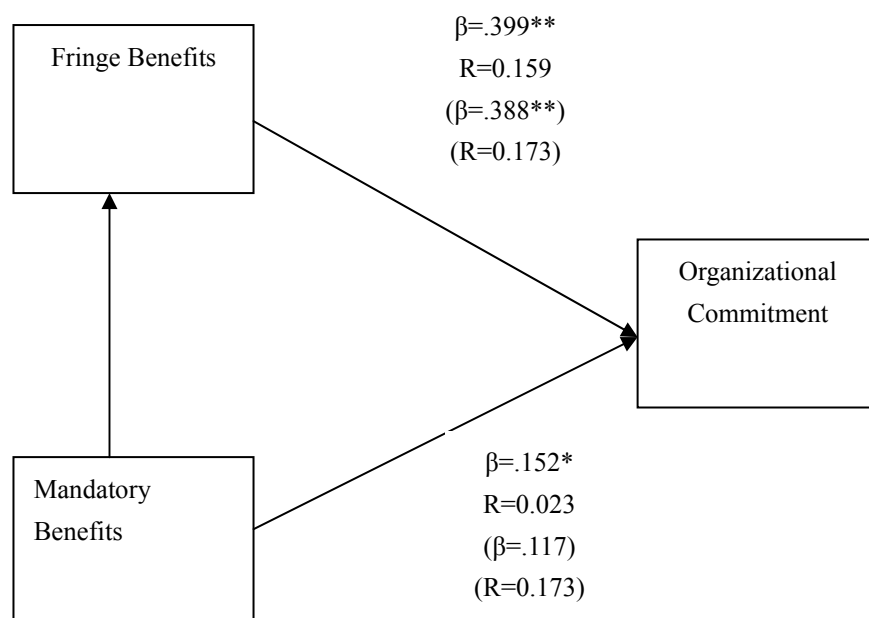 Fringe Benefits
β=.399**
R=0.159
(β=.388**)
(R=0.173)
Organizational
Commitment
Mandatory
Benefits
β=.152*
R=0.023
(β=.117)
(R=0.173)